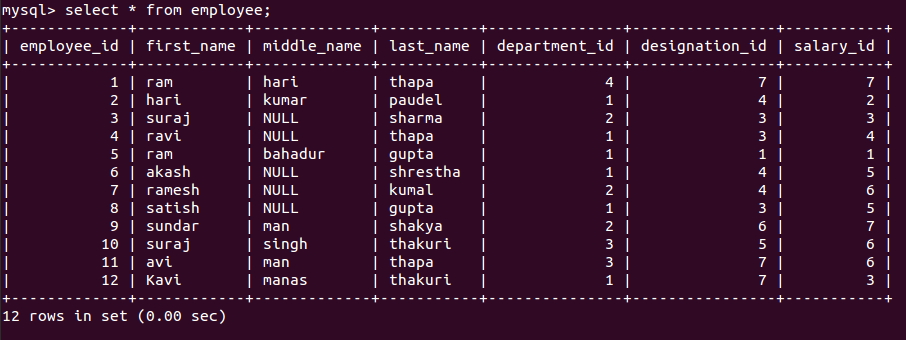 mysql> select * from employee;
+-------------+------------+-------------+-----------+---------------+----------------+-----------+
| employee_id | first_name | middle_name | last_name | department_id | designation_id | salary_id |
+-------------+------------+-------------+-----------+---------------+----------------+-----------+
|           1 | ram        | hari        | thapa     |             4 |              7 |         7 |
|           2 | hari       | kumar       | paudel    |             1 |              4 |         2 |
|           3 | suraj      | NULL        | sharma    |             2 |              3 |         3 |
|           4 | ravi       | NULL        | thapa     |             1 |              3 |         4 |
|           5 | ram        | bahadur     | gupta     |             1 |              1 |         1 |
|           6 | akash      | NULL        | shrestha  |             1 |              4 |         5 |
|           7 | ramesh     | NULL        | kumal     |             2 |              4 |         6 |
|           8 | satish     | NULL        | gupta     |             1 |              3 |         5 |
|           9 | sundar     | man         | shakya    |             2 |              6 |         7 |
|          10 | suraj      | singh       | thakuri   |             3 |              5 |         6 |
|          11 | avi        | man         | thapa     |             3 |              7 |         6 |
|          12 | Kavi       | manas       | thakuri   |             1 |              7 |         3 |
+-------------+------------+-------------+-----------+---------------+----------------+-----------+
12 rows in set (0.00 sec)